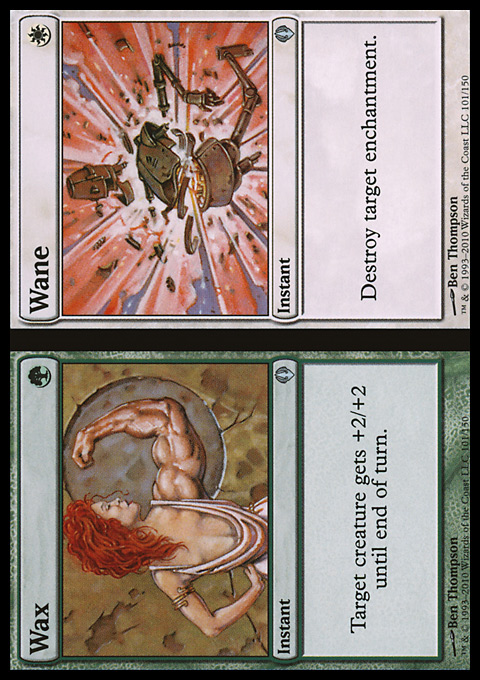 Wax
Instant
Target creature gets +2/+2
until end of turn.
Ben Thompson
™ & © 1993–2010 Wizards of the Coast LLC 101/150
Wane
Instant
Destroy target enchantment.
Ben Thompson
™ & © 1993–2010 Wizards of the Coast LLC 101/150